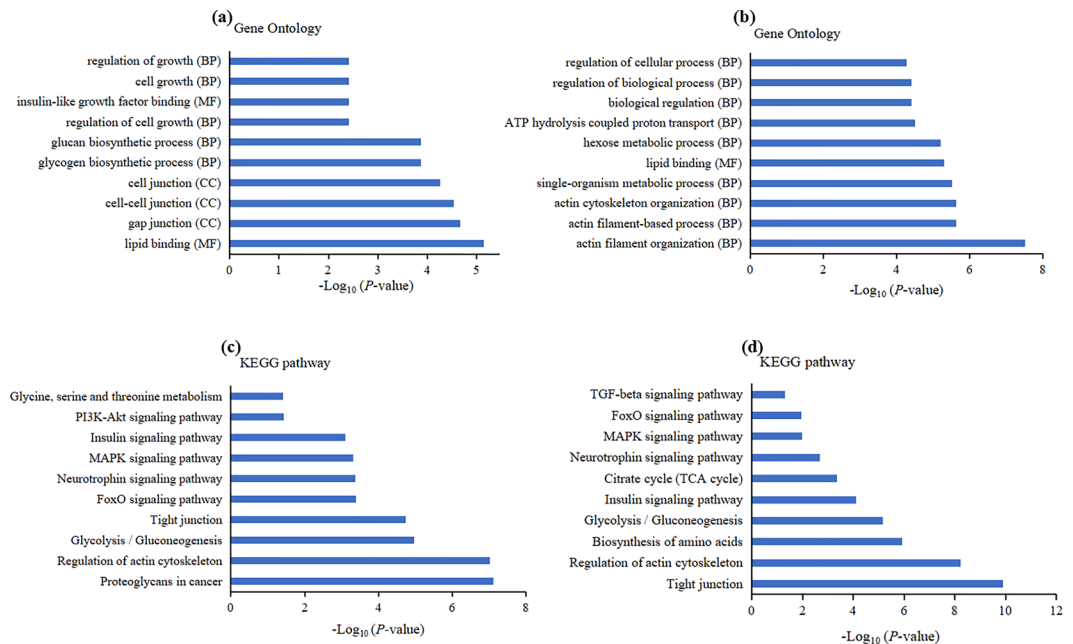 (a)
Gene Ontology
regulation of growth (BP)
cell growth (BP)
insulin-like growth factor binding (MF)
regulation of cell growth (BP)
glucan biosynthetic process (BP)
glycogen biosynthetic process (BP)
cell junction (CC)
cell-cell junction (CC)
gap junction (CC)
lipid binding (MF)
0 1 2 3 4 5
-Log10 (P-value)
(b)
Gene Ontology
regulation of cellular process (BP)
regulation of biological process (BP)
biological regulation (BP)
ATP hydrolysis coupled proton transport (BP)
hexose metabolic process (BP)
lipid binding (MF)
single-organism metabolic process (BP)
actin cytoskeleton organization (BP)
actin filament-based process (BP)
actin filament organization (BP)
0 2 4 6 8
-Log10 (P-value)
(c)
KEGG pathway
Glycine, serine and threonine metabolism
PI3K-Akt signaling pathway
Insulin signaling pathway
MAPK signaling pathway
Neurotrophin signaling pathway
FoxO signaling pathway
Tight junction
Glycolysis / Gluconeogenesis
Regulation of actin cytoskeleton
Proteoglycans in cancer
0 2 4 6 8
-Log10 (P-value)
(d)
KEGG pathway
TGF-beta signaling pathway
FoxO signaling pathway
MAPK signaling pathway
Neurotrophin signaling pathway
Citrate cycle (TCA cycle)
Insulin signaling pathway
Glycolysis / Gluconeogenesis
Biosynthesis of amino acids
Regulation of actin cytoskeleton
Tight junction
0 2 4 6 8 10 12
-Log10 (P-value)